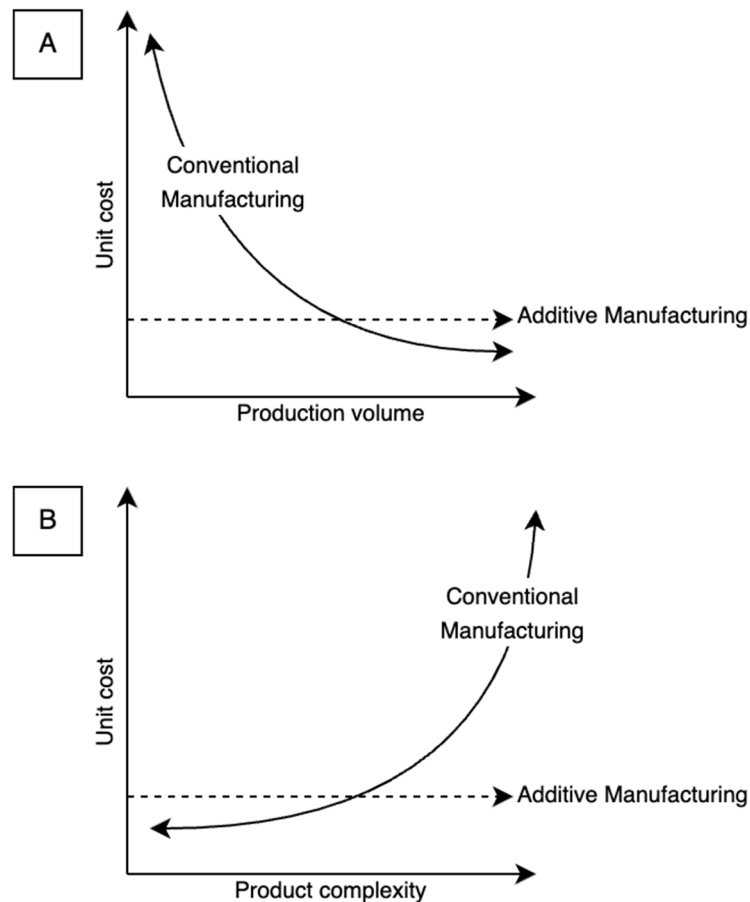 A
Conventional
Manufacturing
Unit cost
Additive Manufacturing
Production volume
B
Conventional
Manufacturing
Unit cost
Additive Manufacturing
Product complexity